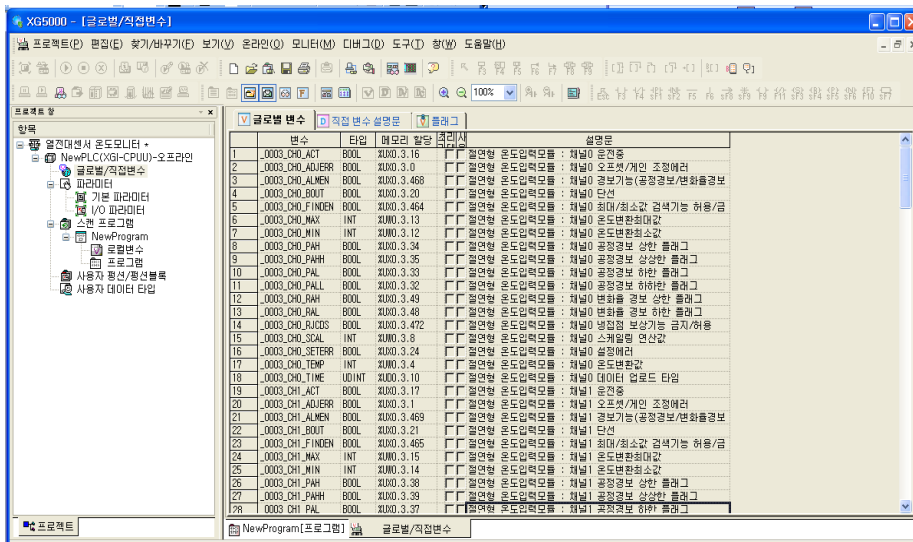 XG5000 - [글로벌/직접변수]
프로젝트(P) 편집(E) 찾기/바꾸기(F) 보기(V) 온라인(O) 모니터(M) 디버그(D) 도구(T) 창(W) 도움말(H)
100%
프로젝트 창
항목
열전대센서 온도모니터 *
NewPLC(XGI-CPUU)-오프라인
글로벌/직접변수
파라미터
기본 파라미터
I/O 파라미터
스캔 프로그램
NewProgram
로컬변수
프로그램
사용자 펑션/펑션블록
사용자 데이터 타입
프로젝트
V 글로벌 변수 D 직접 변수 설명문 플래그
변수 타입 메모리 할당 설명문
1 _0003_CH0_ACT BOOL %UX0.3.16 절연형 온도입력모듈 : 채널0 운전중
2 _0003_CH0_ADJERR BOOL %UX0.3.0 절연형 온도입력모듈 : 채널0 오프셋/게인 조정에러
3 _0003_CH0_ALMEN BOOL %UX0.3.468 절연형 온도입력모듈 : 채널0 경보기능(공정경보/변화율경보
4 _0003_CH0_BOUT BOOL %UX0.3.20 절연형 온도입력모듈 : 채널0 단선
5 _0003_CH0_FINDEN BOOL %UX0.3.464 절연형 온도입력모듈 : 채널0 최대/최소값 검색기능 허용/금
6 _0003_CH0_MAX INT %UW0.3.13 절연형 온도입력모듈 : 채널0 온도변환최대값
7 _0003_CH0_MIN INT %UW0.3.12 절연형 온도입력모듈 : 채널0 온도변환최소값
8 _0003_CH0_PAH BOOL %UX0.3.34 절연형 온도입력모듈 : 채널0 공정경보 상한 플래그
9 _0003_CH0_PAHH BOOL %UX0.3.35 절연형 온도입력모듈 : 채널0 공정경보 상상한 플래그
10 _0003_CH0_PAL BOOL %UX0.3.33 절연형 온도입력모듈 : 채널0 공정경보 하한 플래그
11 _0003_CH0_PALL BOOL %UX0.3.32 절연형 온도입력모듈 : 채널0 공정경보 하하한 플래그
12 _0003_CH0_RAH BOOL %UX0.3.49 절연형 온도입력모듈 : 채널0 변화율 경보 상한 플래그
13 _0003_CH0_RAL BOOL %UX0.3.48 절연형 온도입력모듈 : 채널0 변화율 경보 하한 플래그
14 _0003_CH0_RJCDS BOOL %UX0.3.472 절연형 온도입력모듈 : 채널0 냉접점 보상기능 금지/허용
15 _0003_CH0_SCAL INT %UW0.3.8 절연형 온도입력모듈 : 채널0 스케일링 연산값
16 _0003_CH0_SETERR BOOL %UX0.3.24 절연형 온도입력모듈 : 채널0 설정에러
17 _0003_CH0_TEMP INT %UW0.3.4 절연형 온도입력모듈 : 채널0 온도변환값
18 _0003_CH0_TIME UDINT %UD0.3.10 절연형 온도입력모듈 : 채널0 데이터 업로드 타임
19 _0003_CH1_ACT BOOL %UX0.3.17 절연형 온도입력모듈 : 채널1 운전중
20 _0003_CH1_ADJERR BOOL %UX0.3.1 절연형 온도입력모듈 : 채널1 오프셋/게인 조정에러
21 _0003_CH1_ALMEN BOOL %UX0.3.469 절연형 온도입력모듈 : 채널1 경보기능(공정경보/변화율경보
22 _0003_CH1_BOUT BOOL %UX0.3.21 절연형 온도입력모듈 : 채널1 단선
23 _0003_CH1_FINDEN BOOL %UX0.3.465 절연형 온도입력모듈 : 채널1 최대/최소값 검색기능 허용/금
24 _0003_CH1_MAX INT %UW0.3.15 절연형 온도입력모듈 : 채널1 온도변환최대값
25 _0003_CH1_MIN INT %UW0.3.14 절연형 온도입력모듈 : 채널1 온도변환최소값
26 _0003_CH1_PAH BOOL %UX0.3.38 절연형 온도입력모듈 : 채널1 공정경보 상한 플래그
27 _0003_CH1_PAHH BOOL %UX0.3.39 절연형 온도입력모듈 : 채널1 공정경보 상상한 플래그
28 _0003_CH1_PAL BOOL %UX0.3.37 절연형 온도입력모듈 : 채널1 공정경보 하한 플래그
NewProgram[프로그램] 글로벌/직접변수